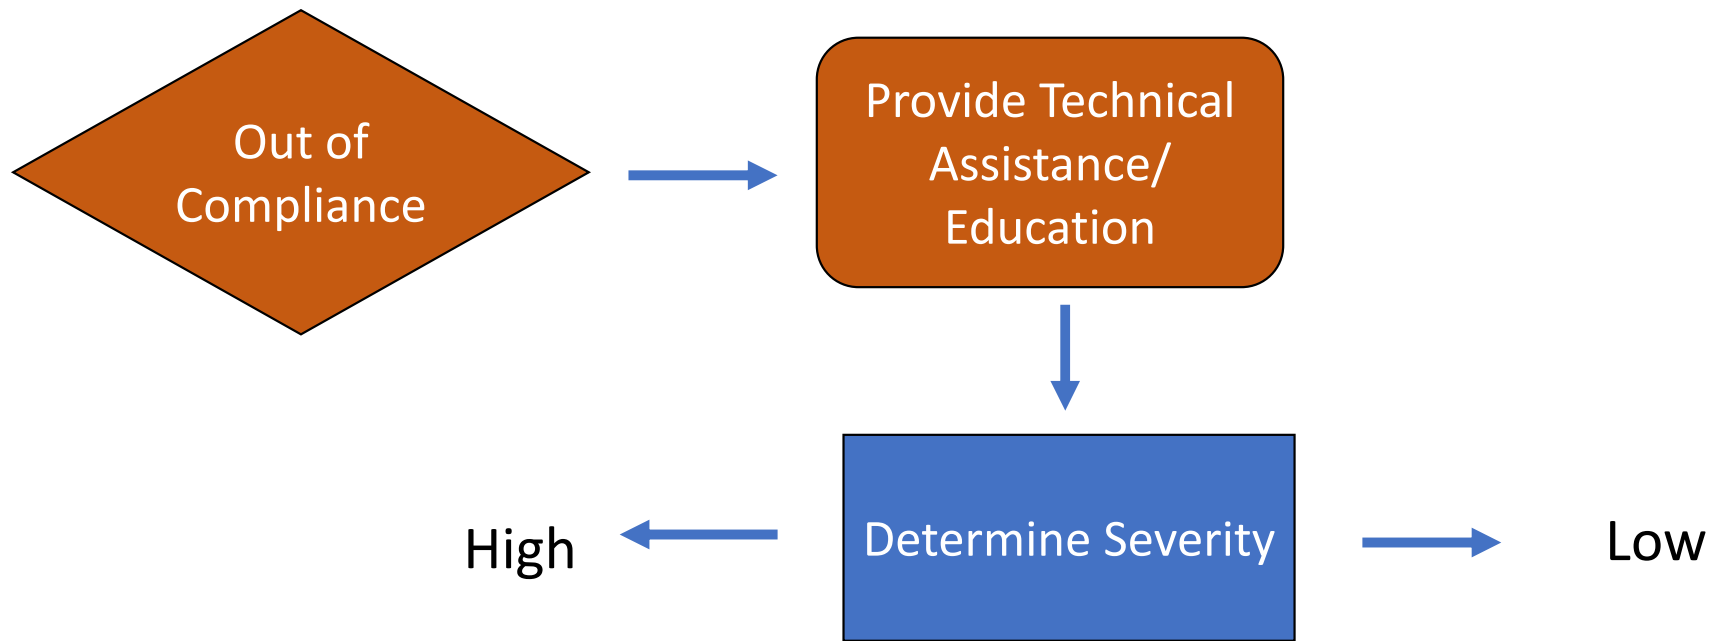 Out of
Compliance
Provide Technical
Assistance/
Education
High
Determine Severity
Low